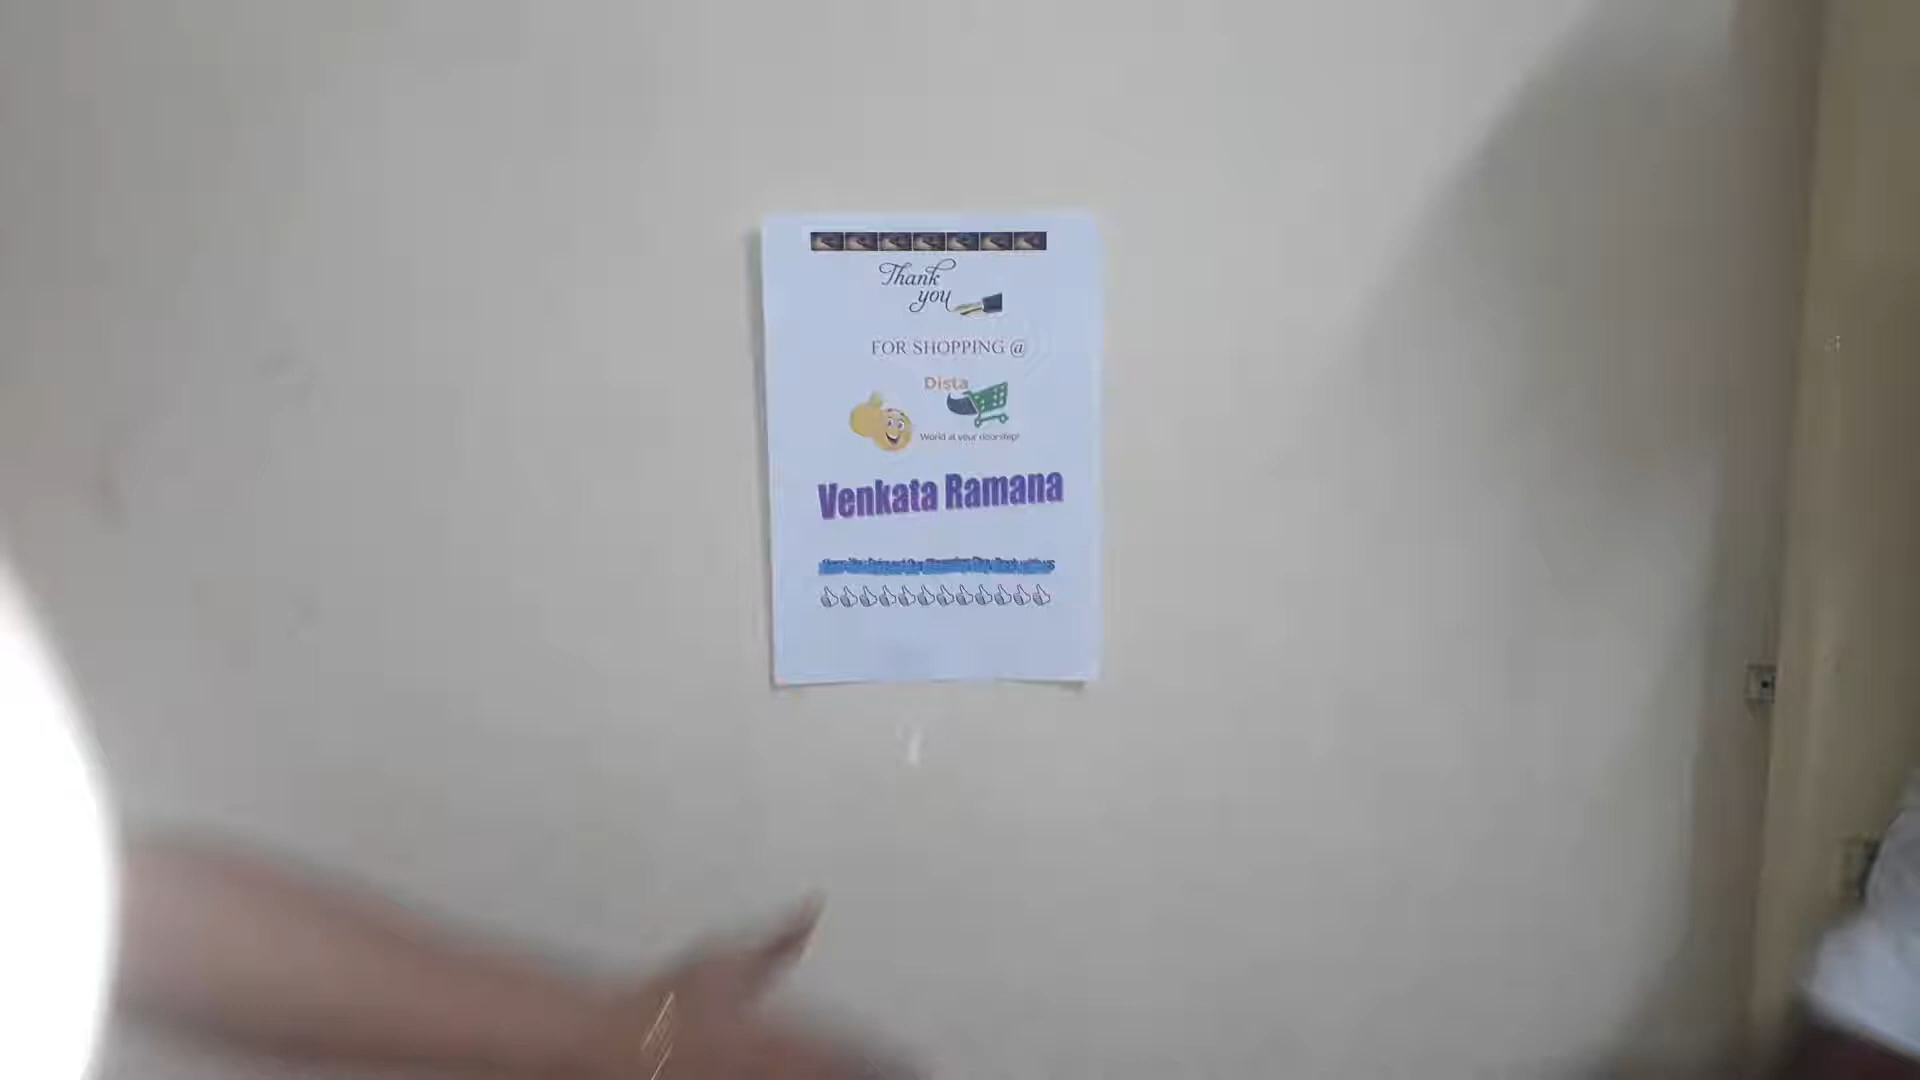 Thank
you
FOR SHOPPING @
Dista
World at your doorstep!
Venkata Ramana